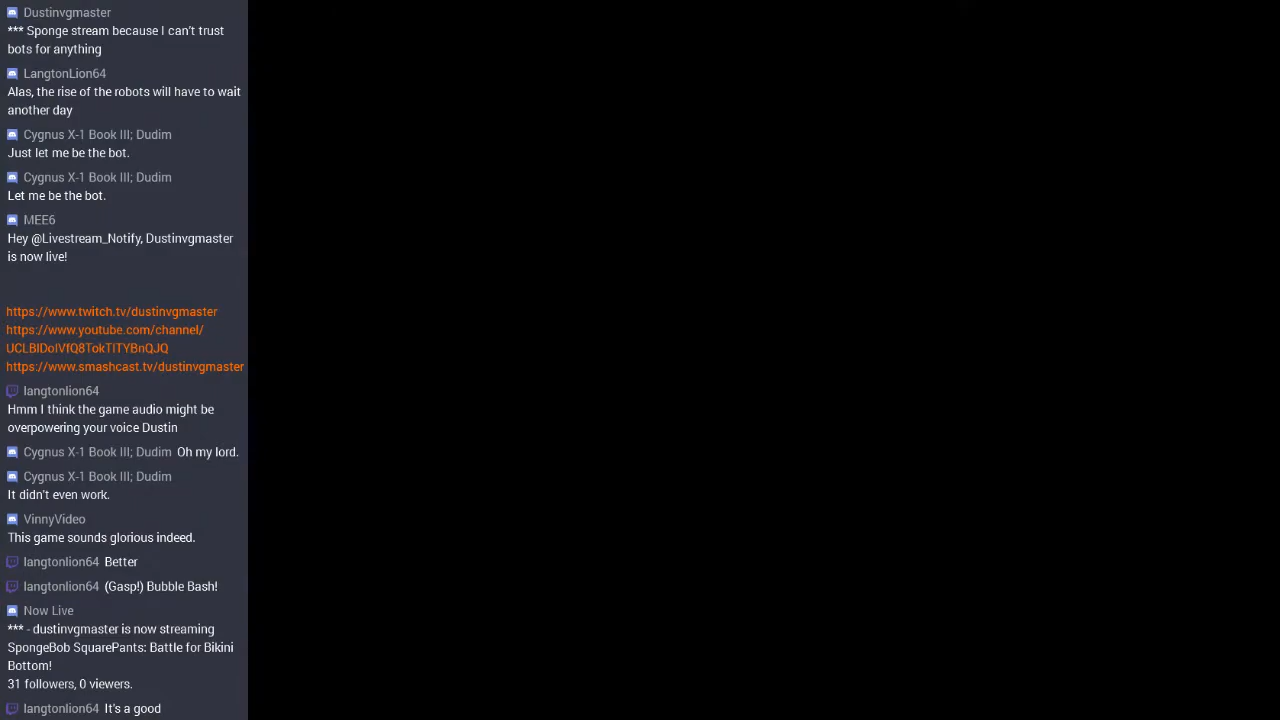 Dustinvgmaster
*** Sponge stream because I can't trust
bots for anything
LangtonLion64
Alas, the rise of the robots will have to wait
another day
Cygnus X-1 Book III; Dudim
Just let me be the bot.
Cygnus X-1 Book III; Dudim
Let me be the bot.
MEE6
Hey @Livestream_Notify, Dustinvgmaster
is now live!
https://www.twitch.tv/dustinvgmaster
https://www.youtube.com/channel/
UCLBIDoIVfQ8TokTITYBnQJQ
https://www.smashcast.tv/dustinvgmaster
langtonlion64
Hmm I think the game audio might be
overpowering your voice Dustin
Cygnus X-1 Book III; Dudim Oh my lord.
Cygnus X-1 Book III; Dudim
It didn't even work.
VinnyVideo
This game sounds glorious indeed.
langtonlion64 Better
langtonlion64 (Gasp!) Bubble Bash!
Now Live
*** - dustinvgmaster is now streaming
SpongeBob SquarePants: Battle for Bikini
Bottom!
31 followers, 0 viewers.
langtonlion64 It's a good